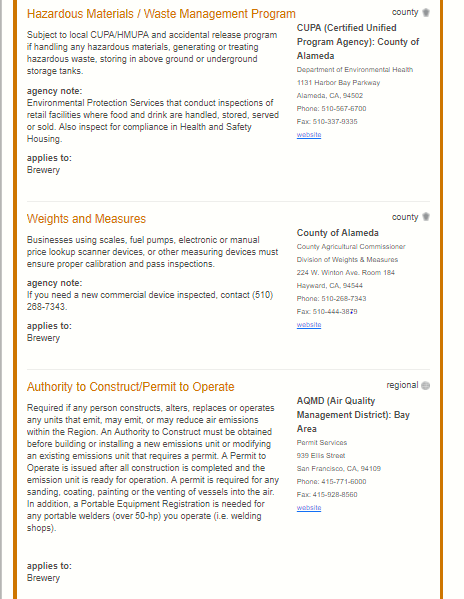 Hazardous Materials / Waste Management Program
county
Subject to local CUPA/HMUPA and accidental release program
if handling any hazardous materials, generating or treating
hazardous waste, storing in above ground or underground
storage tanks.
agency note:
Environmental Protection Services that conduct inspections of
retail facilities where food and drink are handled, stored, served
or sold. Also inspect for compliance in Health and Safety
Housing.
applies to:
Brewery
CUPA (Certified Unified
Program Agency): County of
Alameda
Department of Environmental Health
1131 Harbor Bay Parkway
Alameda, CA, 94502
Phone: 510-567-6700
Fax: 510-337-9335
website
Weights and Measures
county
Businesses using scales, fuel pumps, electronic or manual
price lookup scanner devices, or other measuring devices must
ensure proper calibration and pass inspections.
agency note:
If you need a new commercial device inspected, contact (510)
268-7343.
applies to:
Brewery
County of Alameda
County Agricultural Commissioner
Division of Weights & Measures
224 W. Winton Ave. Room 184
Hayward, CA, 94544
Phone: 510-268-7343
Fax: 510-444-3879
website
Authority to Construct/Permit to Operate
regional
Required if any person constructs, alters, replaces or operates
any units that emit, may emit, or may reduce air emissions
within the Region. An Authority to Construct must be obtained
before building or installing a new emissions unit or modifying
an existing emissions unit that requires a permit. A Permit to
Operate is issued after all construction is completed and the
emission unit is ready for operation. A permit is required for any
sanding, coating, painting or the venting of vessels into the air.
In addition, a Portable Equipment Registration is needed for
any portable welders (over 50-hp) you operate (i.e. welding
shops).
applies to:
Brewery
AQMD (Air Quality
Management District): Bay
Area
Permit Services
939 Ellis Street
San Francisco, CA, 94109
Phone: 415-771-6000
Fax: 415-928-8560
website